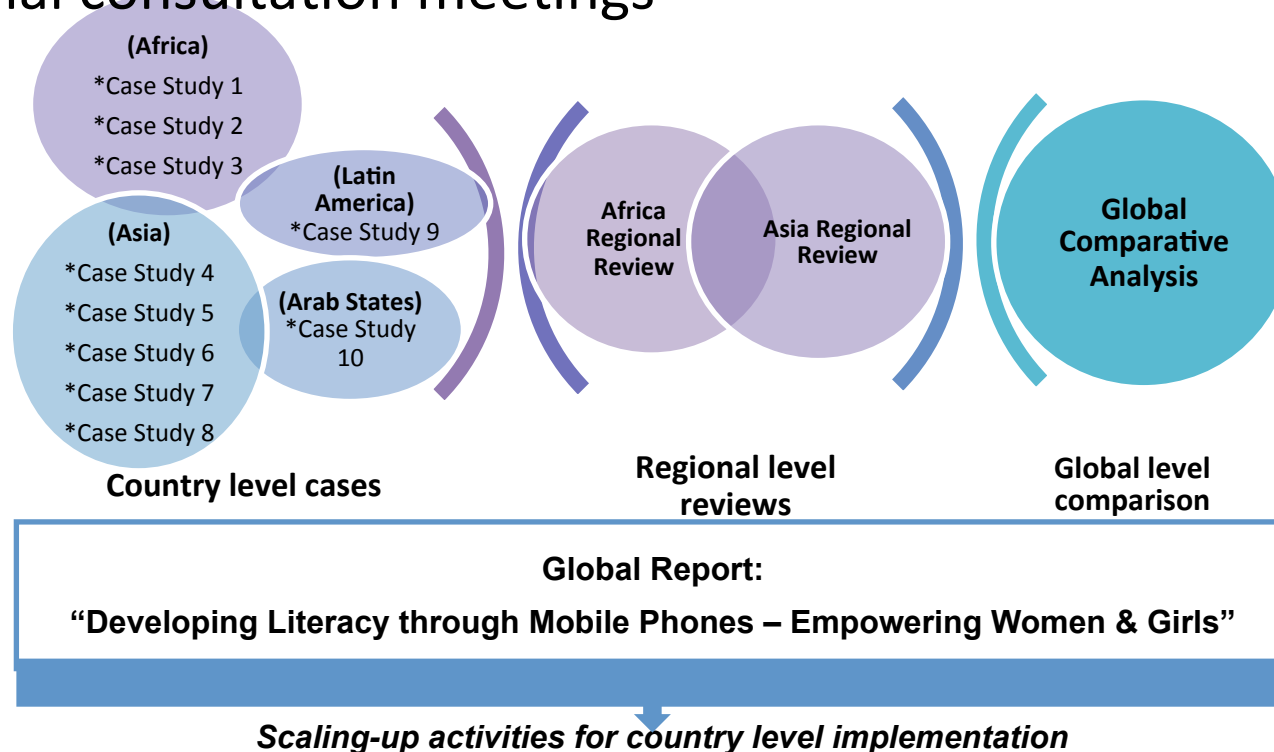 consultation meetings
(Africa)
*Case Study 1
*Case Study 2
*Case Study 3
(Latin
America)
*Case Study 9
(Asia)
*Case Study 4
*Case Study 5
*Case Study 6
*Case Study 7
*Case Study 8
(Arab States)
*Case Study
10
Country level cases
Africa
Regional
Review
Asia Regional
Review
Regional level
reviews
Global
Comparative
Analysis
Global level
comparison
Global Report:
“Developing Literacy through Mobile Phones – Empowering Women & Girls”
Scaling-up activities for country level implementation